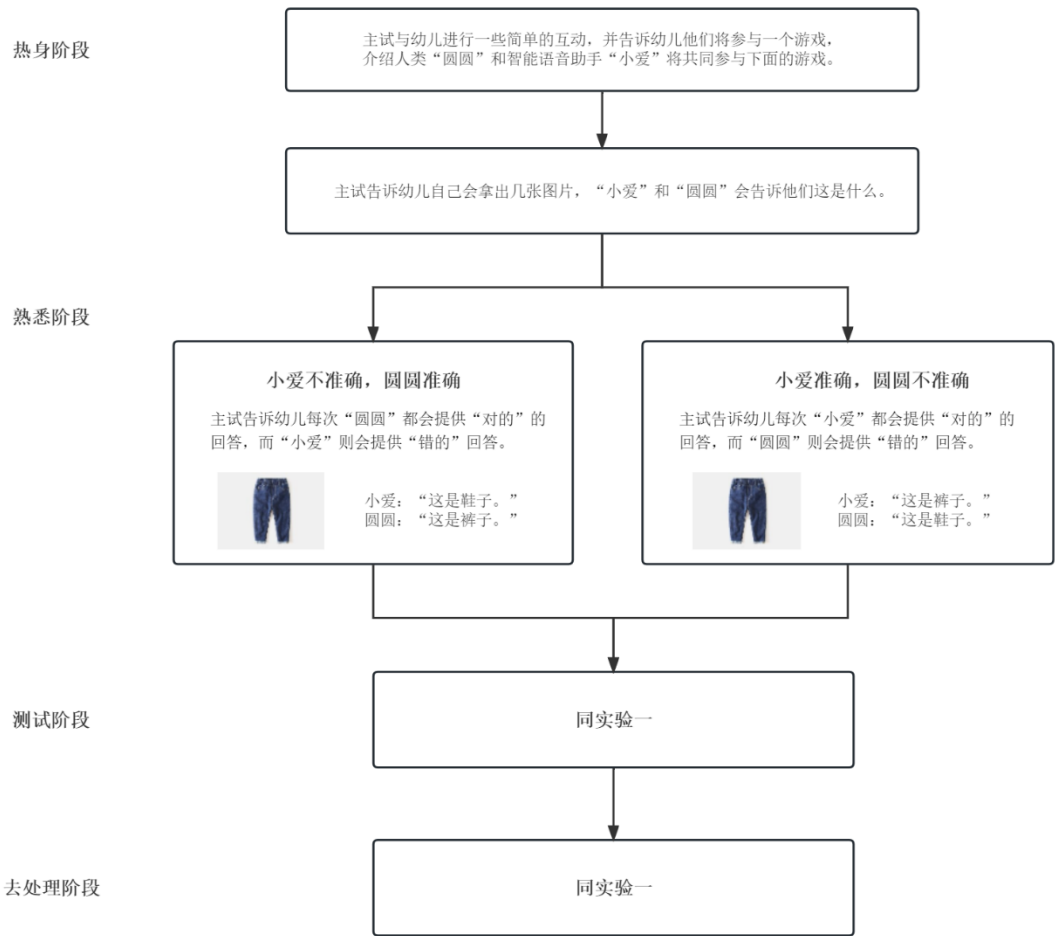 热身阶段
主试与幼儿进行一些简单的互动，并告诉幼儿他们将参与一个游戏，
介绍人类“圆圆”和智能语音助手“小爱”将共同参与下面的游戏。
主试告诉幼儿自己会拿出几张图片，“小爱”和“圆圆”会告诉他们这是什么。
熟悉阶段
小爱不准确，圆圆准确
主试告诉幼儿每次“圆圆”都会提供“对的”的
回答，而“小爱”则会提供“错的”回答。
小爱：“这是鞋子。”
圆圆：“这是裤子。”
小爱准确，圆圆不准确
主试告诉幼儿每次“小爱”都会提供“对的”的
回答，而“圆圆”则会提供“错的”回答。
小爱：“这是裤子。”
圆圆：“这是鞋子。”
测试阶段
同实验一
去处理阶段
同实验一